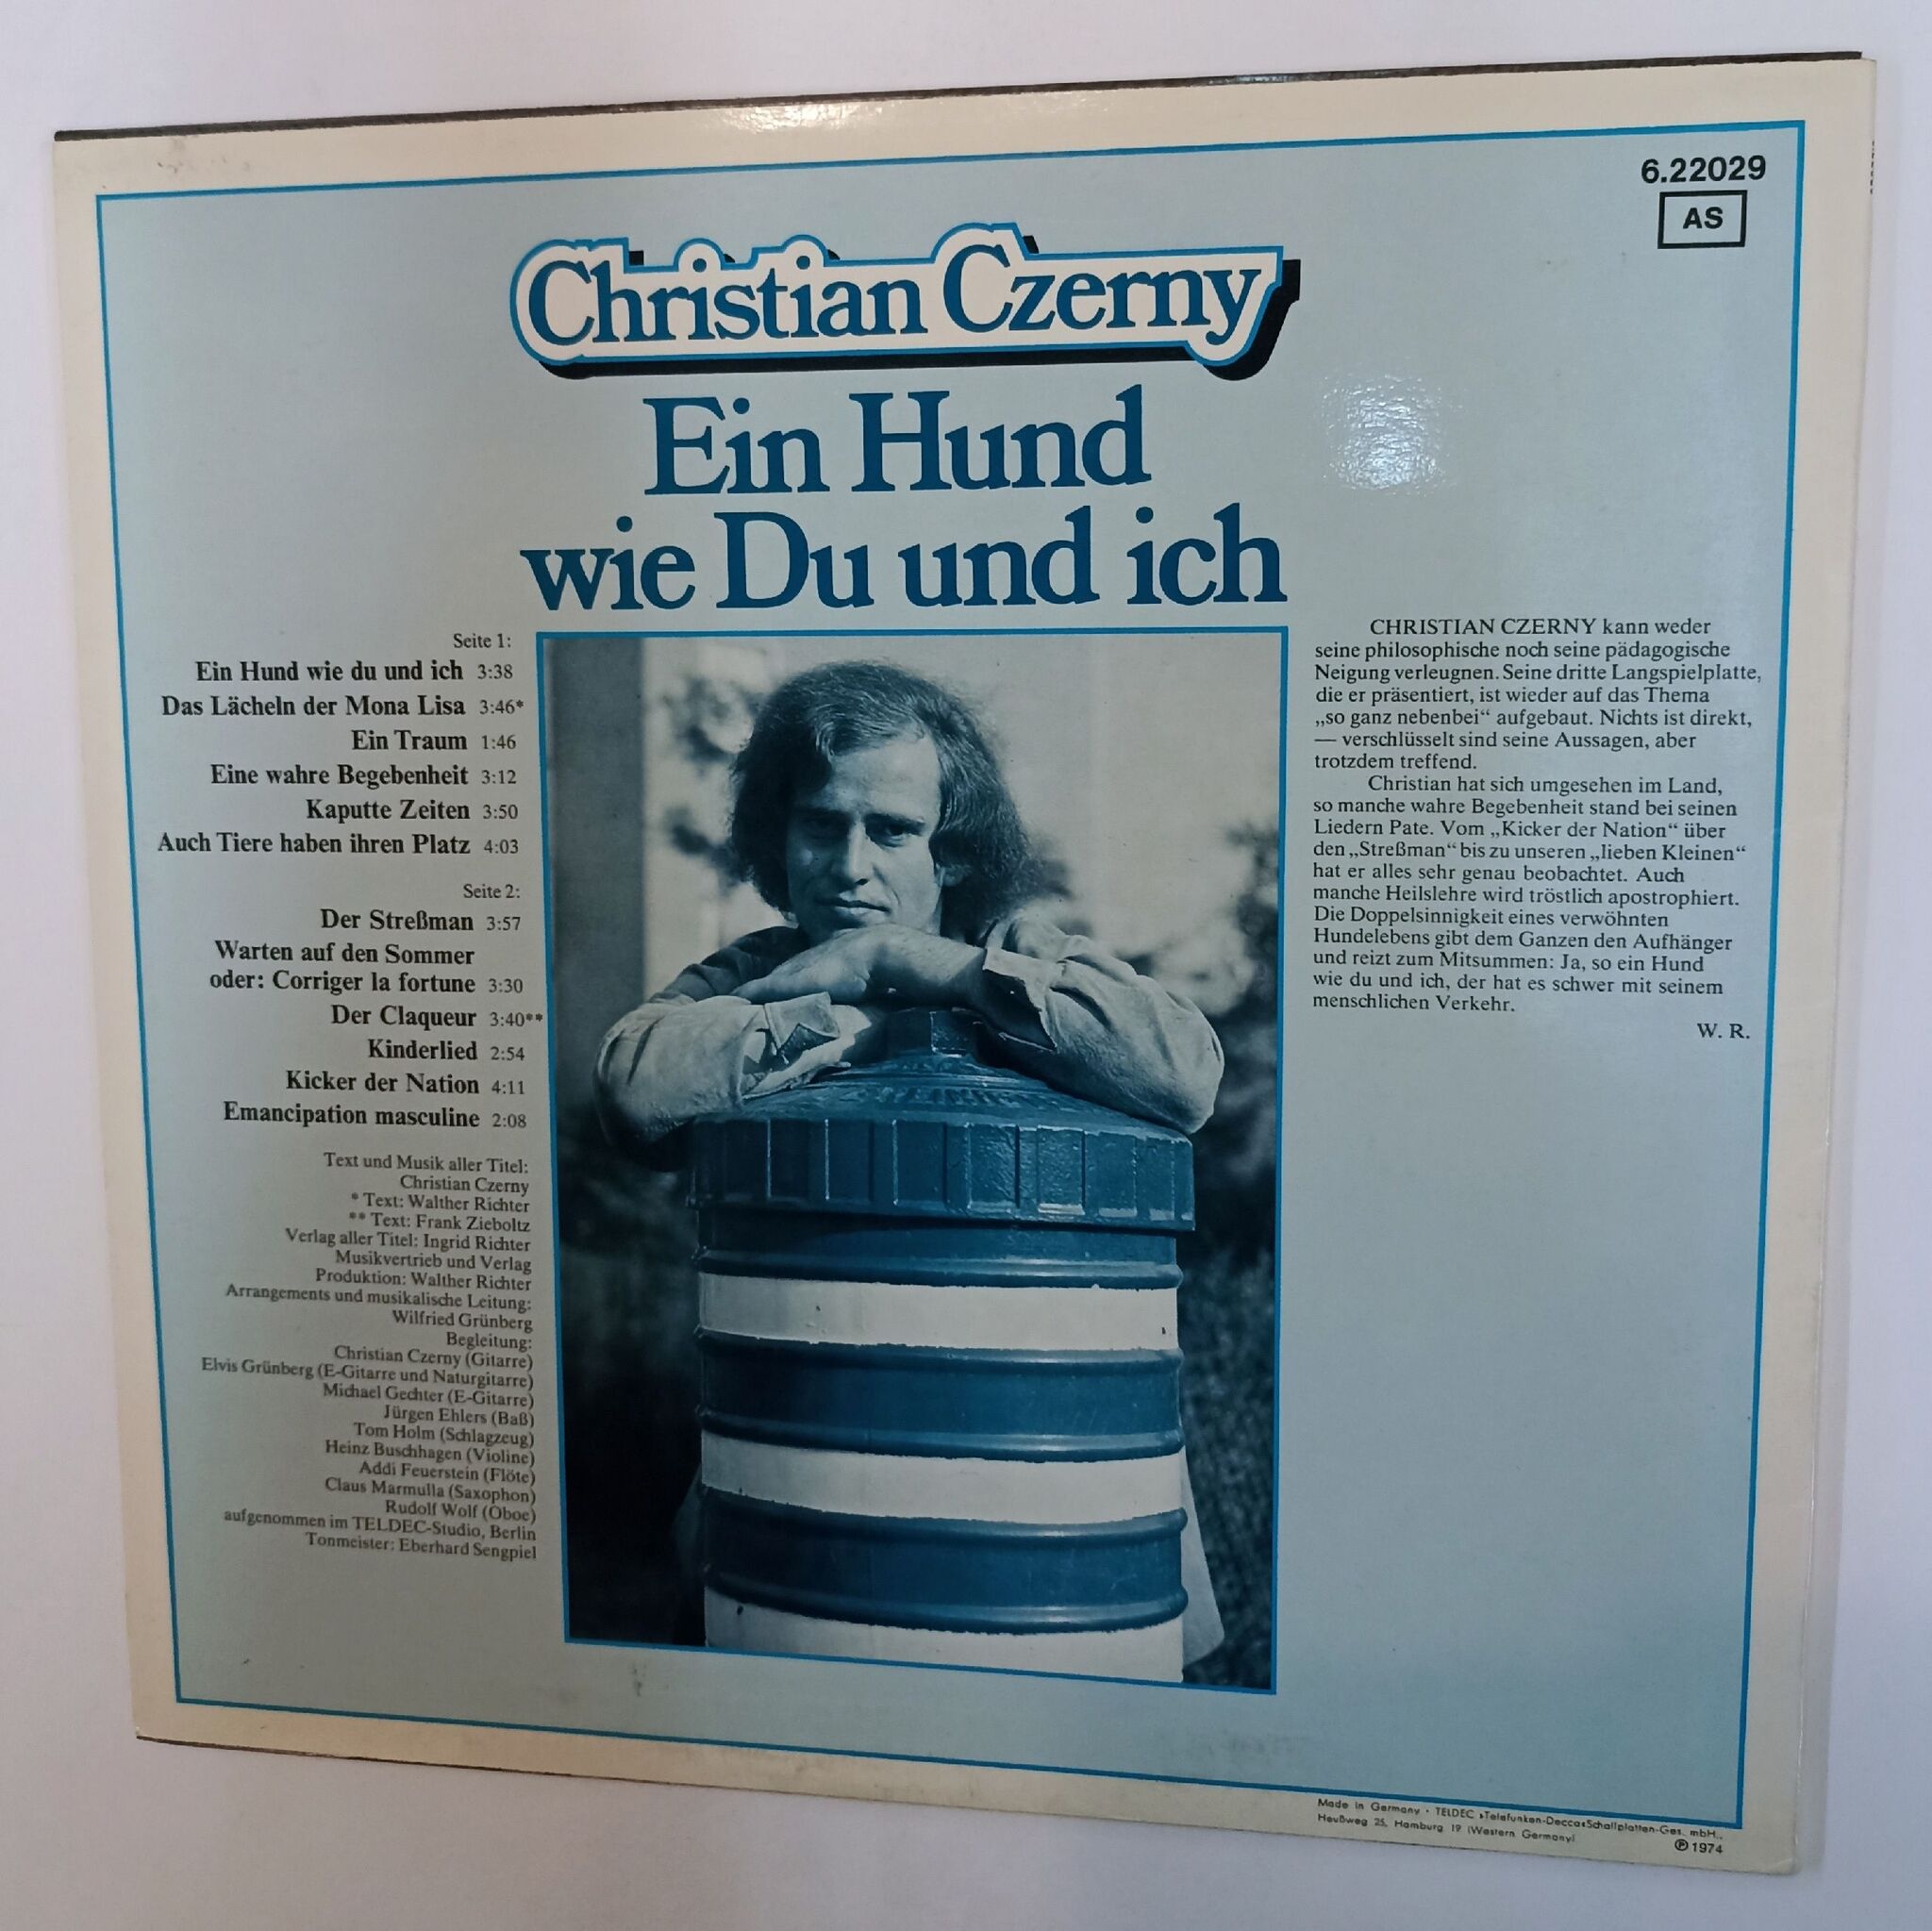 6.22029
AS
Christian Czerny
Ein Hund
wie Du und ich
Seite 1:
Ein Hund wie du und ich 3:38
Das Lächeln der Mona Lisa 3:46*
Ein Traum 1:46
Eine wahre Begebenheit 3:12
Kaputte Zeiten 3:50
Auch Tiere haben ihren Platz 4:03
Seite 2:
Der Streßman 3:57
Warten auf den Sommer
oder: Corriger la fortune 3:30
Der Claqueur 3:40**
Kinderlied 2:54
Kicker der Nation 4:11
Emancipation masculine 2:08
Text und Musik aller Titel:
Christian Czerny
* Text: Walther Richter
** Text: Frank Zieboltz
Verlag aller Titel: Ingrid Richter
Musikvertrieb und Verlag
Produktion: Walther Richter
Arrangements und musikalische Leitung:
Wilfried Grünberg
Begleitung:
Christian Czerny (Gitarre)
Elvis Grünberg (E-Gitarre und Naturgitarre)
Michael Gechter (E-Gitarre)
Jürgen Ehlers (Baß)
Tom Holm (Schlagzeug)
Heinz Buschhagen (Violine)
Addi Feuerstein (Flöte)
Claus Marmulla (Saxophon)
Rudolf Wolf (Oboe)
aufgenommen im TELDEC-Studio, Berlin
Tonmeister: Eberhard Sengpiel
CHRISTIAN CZERNY kann weder
seine philosophische noch seine pädagogische
Neigung verleugnen. Seine dritte Langspielplatte,
die er präsentiert, ist wieder auf das Thema
„so ganz nebenbei“ aufgebaut. Nichts ist direkt,
— verschlüsselt sind seine Aussagen, aber
trotzdem treffend.
Christian hat sich umgesehen im Land,
so manche wahre Begebenheit stand bei seinen
Liedern Pate. Vom „Kicker der Nation“ über
den „Streßman“ bis zu unseren „lieben Kleinen“
hat er alles sehr genau beobachtet. Auch
manche Heilslehre wird tröstlich apostrophiert.
Die Doppelsinnigkeit eines verwöhnten
Hundelebens gibt dem Ganzen den Aufhänger
und reizt zum Mitsummen: Ja, so ein Hund
wie du und ich, der hat es schwer mit seinem
menschlichen Verkehr.
W. R.
Made in Germany · TELDEC »Telefunken-Decca« Schallplatten-Ges. mbH.,
Heußweg 25, Hamburg 19 (Western Germany)
℗ 1974